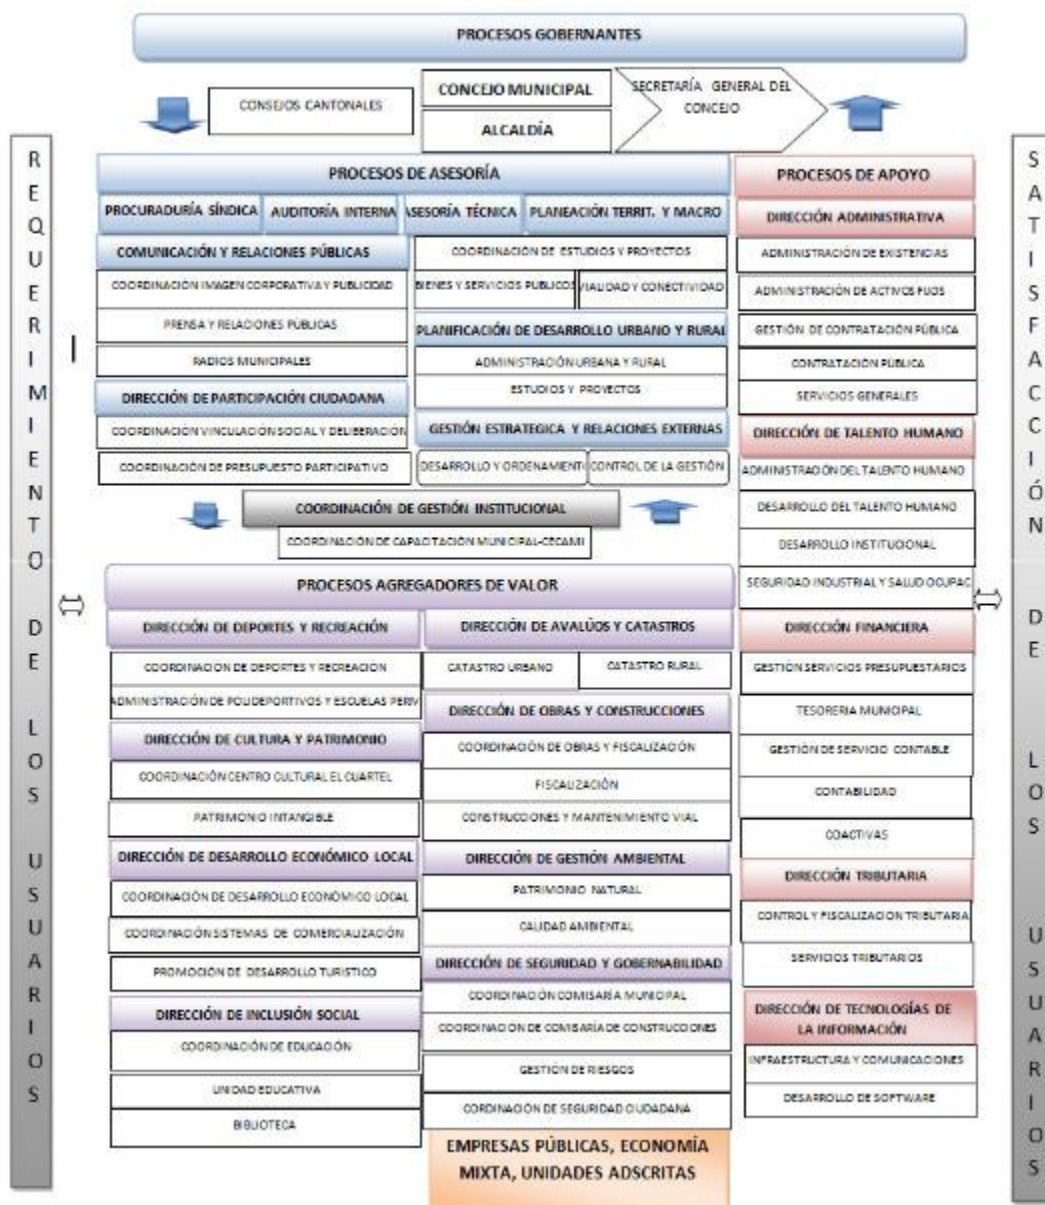 PROCESOS GOBERNANTES
CONSEJOS CANTONALES
CONCEJO MUNICIPAL
ALCALDÍA
SECRETARÍA GENERAL DEL
CONCEJO
REQUERIMIENTO DE LOS USUARIOS
PROCESOS DE ASESORÍA
PROCURADURÍA SÍNDICA
AUDITORÍA INTERNA
ASESORÍA TÉCNICA
PLANEACIÓN TERRIT. Y MACRO
COMUNICACIÓN Y RELACIONES PÚBLICAS
COORDINACIÓN IMAGEN CORPORATIVA Y PUBLICIDAD
PRENSA Y RELACIONES PÚBLICAS
RADIOS MUNICIPALES
DIRECCIÓN DE PARTICIPACIÓN CIUDADANA
COORDINACIÓN VINCULACIÓN SOCIAL Y DELIBERACIÓN
COORDINACIÓN DE PRESUPUESTO PARTICIPATIVO
COORDINACIÓN DE ESTUDIOS Y PROYECTOS
BIENES Y SERVICIOS PUBLICOS
VIALIDAD Y CONECTIVIDAD
PLANIFICACIÓN DE DESARROLLO URBANO Y RURAL
ADMINISTRACIÓN URBANA Y RURAL
ESTUDIOS Y PROYECTOS
GESTIÓN ESTRATEGICA Y RELACIONES EXTERNAS
DESARROLLO Y ORDENAMIENTO
CONTROL DE LA GESTIÓN
COORDINACIÓN DE GESTIÓN INSTITUCIONAL
COORDINACIÓN DE CAPACITACIÓN MUNICIPAL-CECAMI
PROCESOS AGREGADORES DE VALOR
DIRECCIÓN DE DEPORTES Y RECREACIÓN
COORDINACION DE DEPORTES Y RECREACIÓN
ADMINISTRACIÓN DE POLIDEPORTIVOS Y ESCUELAS PERM
DIRECCIÓN DE CULTURA Y PATRIMONIO
COORDINACIÓN CENTRO CULTURAL EL CUARTEL
PATRIMONIO INTANGIBLE
DIRECCIÓN DE DESARROLLO ECONÓMICO LOCAL
COORDINACIÓN DE DESARROLLO ECONÓMICO LOCAL
COORDINACIÓN SISTEMAS DE COMERCIALIZACIÓN
PROMOCIÓN DE DESARROLLO TURISTICO
DIRECCIÓN DE INCLUSIÓN SOCIAL
COORDINACIÓN DE EDUCACIÓN
UNIDAD EDUCATIVA
BIBLIOTECA
DIRECCIÓN DE AVALÚOS Y CATASTROS
CATASTRO URBANO
CATASTRO RURAL
DIRECCIÓN DE OBRAS Y CONSTRUCCIONES
COORDINACIÓN DE OBRAS Y FISCALIZACIÓN
FISCALIZACIÓN
CONSTRUCCIONES Y MANTENIMIENTO VIAL
DIRECCIÓN DE GESTIÓN AMBIENTAL
PATRIMONIO NATURAL
CALIDAD AMBIENTAL
DIRECCIÓN DE SEGURIDAD Y GOBERNABILIDAD
COORDINACIÓN COMISARÍA MUNICIPAL
COORDINACION DE COMISARÍA DE CONSTRUCCIONES
GESTIÓN DE RIESGOS
CORDINACIÓN DE SEGURIDAD CIUDADANA
EMPRESAS PÚBLICAS, ECONOMÍA
MIXTA, UNIDADES ADSCRITAS
PROCESOS DE APOYO
DIRECCIÓN ADMINISTRATIVA
ADMINISTRACIÓN DE EXISTENCIAS
ADMINISTRACIÓN DE ACTIVOS FIJOS
GESTIÓN DE CONTRATACIÓN PÚBLICA
CONTRATACIÓN PÚBLICA
SERVICIOS GENERALES
DIRECCIÓN DE TALENTO HUMANO
ADMINISTRACIÓN DEL TALENTO HUMANO
DESARROLLO DEL TALENTO HUMANO
DESARROLLO INSTITUCIONAL
SEGURIDAD INDUSTRIAL Y SALUD OCUPAC
DIRECCIÓN FINANCIERA
GESTIÓN SERVICIOS PRESUPUESTARIOS
TESORERIA MUNICIPAL
GESTIÓN DE SERVICIO CONTABLE
CONTABILIDAD
COACTIVAS
DIRECCIÓN TRIBUTARIA
CONTROL Y FISCALIZACION TRIBUTARIA
SERVICIOS TRIBUTARIOS
DIRECCIÓN DE TECNOLOGÍAS DE
LA INFORMACIÓN
INFRAESTRUCTURA Y COMUNICACIONES
DESARROLLO DE SOFTWARE
SATISFACCIÓN DE LOS USUARIOS